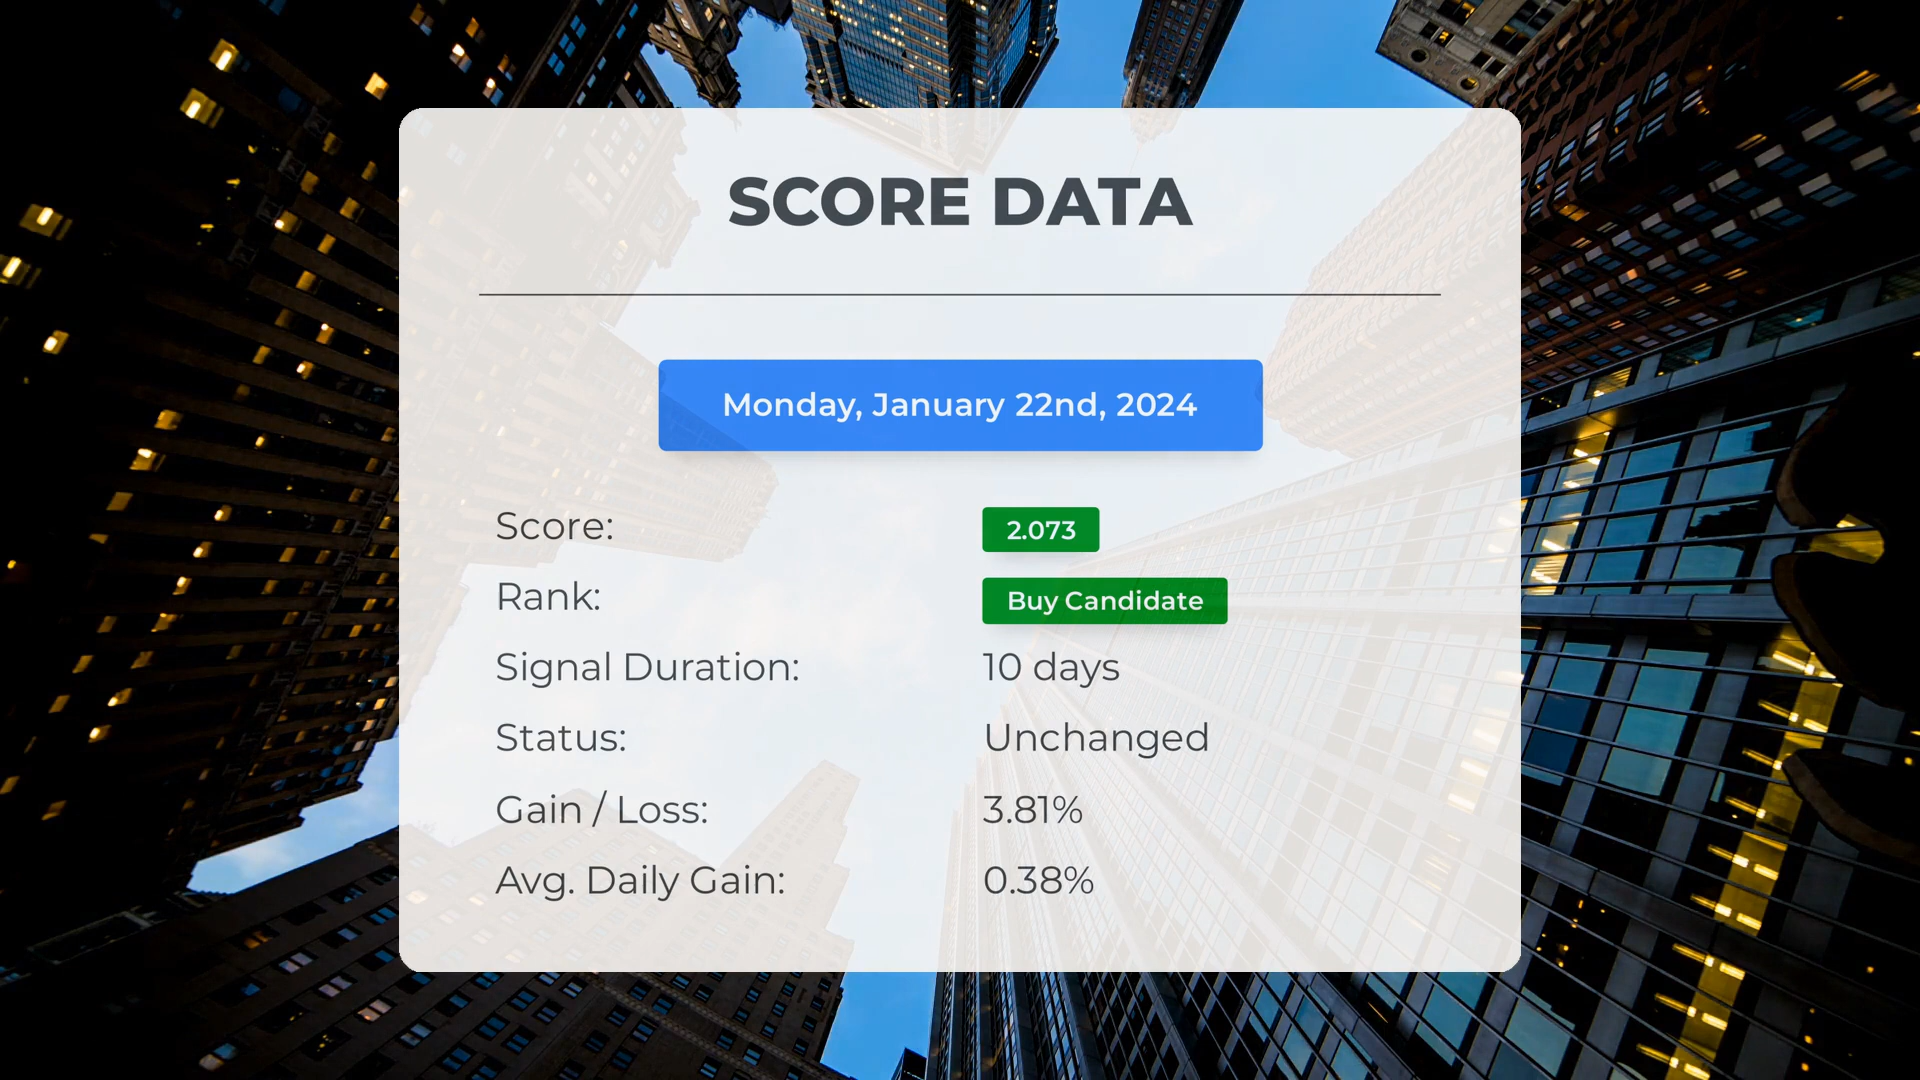 SCORE DATA
Monday, January 22nd, 2024
Score: 2.073
Rank: Buy Candidate
Signal Duration: 10 days
Status: Unchanged
Gain / Loss: 3.81%
Avg. Daily Gain: 0.38%